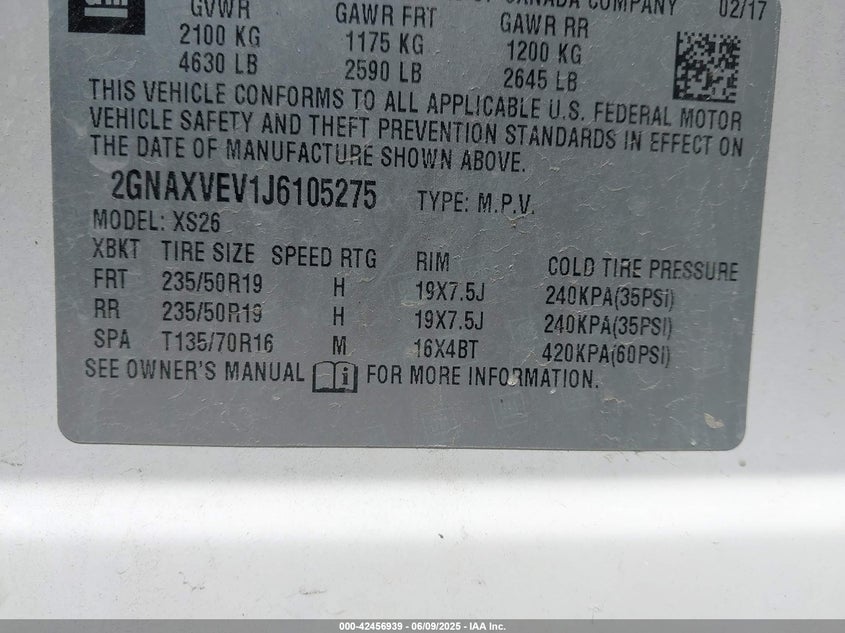 GM
OF CANADA COMPANY 02/17
GVWR GAWR FRT GAWR RR
2100 KG 1175 KG 1200 KG
4630 LB 2590 LB 2645 LB
THIS VEHICLE CONFORMS TO ALL APPLICABLE U.S. FEDERAL MOTOR
VEHICLE SAFETY AND THEFT PREVENTION STANDARDS IN EFFECT ON
THE DATE OF MANUFACTURE SHOWN ABOVE.
2GNAXVEV1J6105275 TYPE: M.P.V.
MODEL: XS26
XBKT TIRE SIZE SPEED RTG RIM COLD TIRE PRESSURE
FRT 235/50R19 H 19X7.5J 240KPA(35PSi)
RR 235/50R19 H 19X7.5J 240KPA(35PSi)
SPA T135/70R16 M 16X4BT 420KPA(60PSi)
SEE OWNER'S MANUAL i FOR MORE INFORMATION.
000-42456939 - 06/09/2025 - IAA Inc.